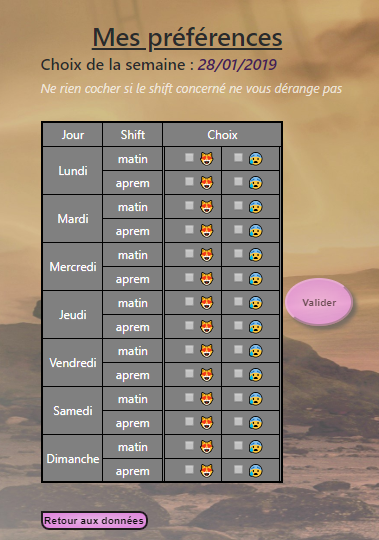 Mes préférences
Choix de la semaine : 28/01/2019
Ne rien cocher si le shift concerné ne vous dérange pas
Jour Shift Choix
Lundi
matin
aprem
Mardi
matin
aprem
Mercredi
matin
aprem
Jeudi
matin
aprem
Vendredi
matin
aprem
Samedi
matin
aprem
Dimanche
matin
aprem
Valider
Retour aux données